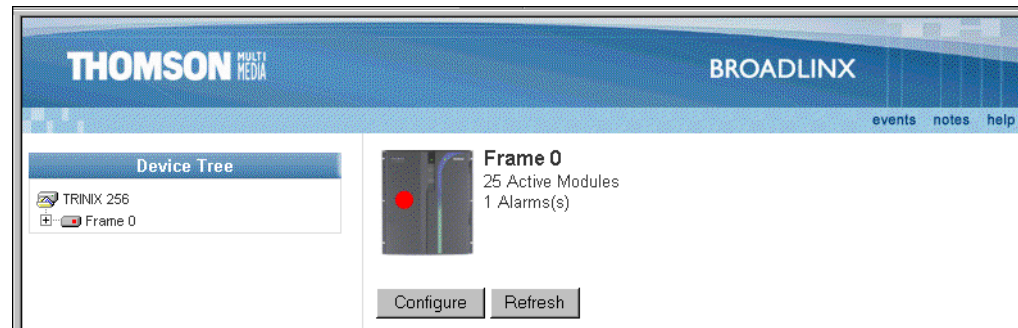 THOMSON MULTI MEDIA
BROADLINX
events notes help
Device Tree
TRINIX 256
Frame 0
Frame 0
25 Active Modules
1 Alarms(s)
Configure Refresh